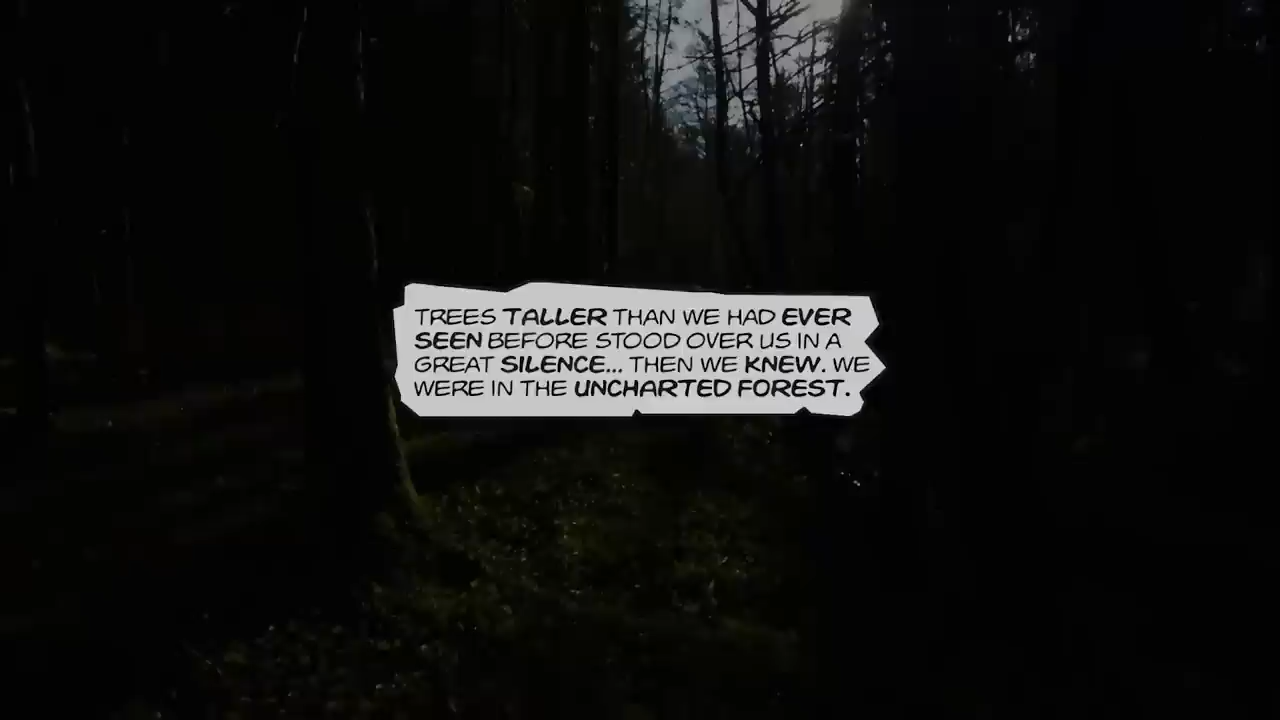 TREES TALLER THAN WE HAD EVER
SEEN BEFORE STOOD OVER US IN A
GREAT SILENCE... THEN WE KNEW. WE
WERE IN THE UNCHARTED FOREST.